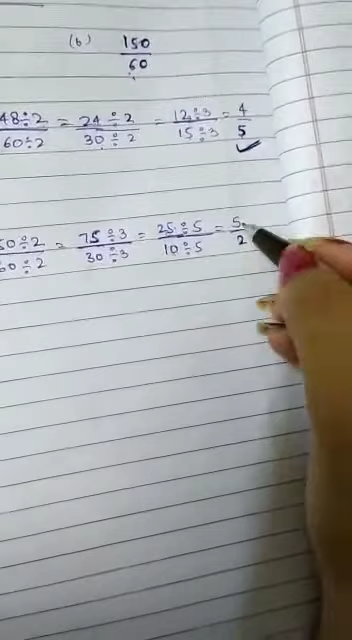 (b) 150/60
48÷2/60÷2 = 24÷2/30÷2 = 12÷3/15÷3 = 4/5 ✓
50÷2/60÷2 = 75÷3/30÷3 = 25÷5/10÷5 = 5/2